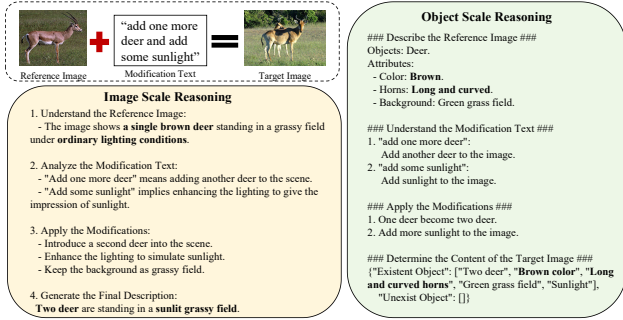 “add one more
deer and add
some sunlight”
Reference Image
Modification Text
Target Image
Image Scale Reasoning
1. Understand the Reference Image:
- The image shows a single brown deer standing in a grassy field
under ordinary lighting conditions.
2. Analyze the Modification Text:
- "Add one more deer" means adding another deer to the scene.
- "Add some sunlight" implies enhancing the lighting to give the
impression of sunlight.
3. Apply the Modifications:
- Introduce a second deer into the scene.
- Enhance the lighting to simulate sunlight.
- Keep the background as grassy field.
4. Generate the Final Description:
Two deer are standing in a sunlit grassy field.
Object Scale Reasoning
### Describe the Reference Image ###
Objects: Deer.
Attributes:
- Color: Brown.
- Horns: Long and curved.
- Background: Green grass field.
### Understand the Modification Text ###
1. "add one more deer":
Add another deer to the image.
2. "add some sunlight":
Add sunlight to the image.
### Apply the Modifications ###
1. One deer become two deer.
2. Add more sunlight to the image.
### Determine the Content of the Target Image ###
{"Existent Object": ["Two deer", "Brown color", "Long
and curved horns", "Green grass field", "Sunlight"],
"Unexist Object": []}